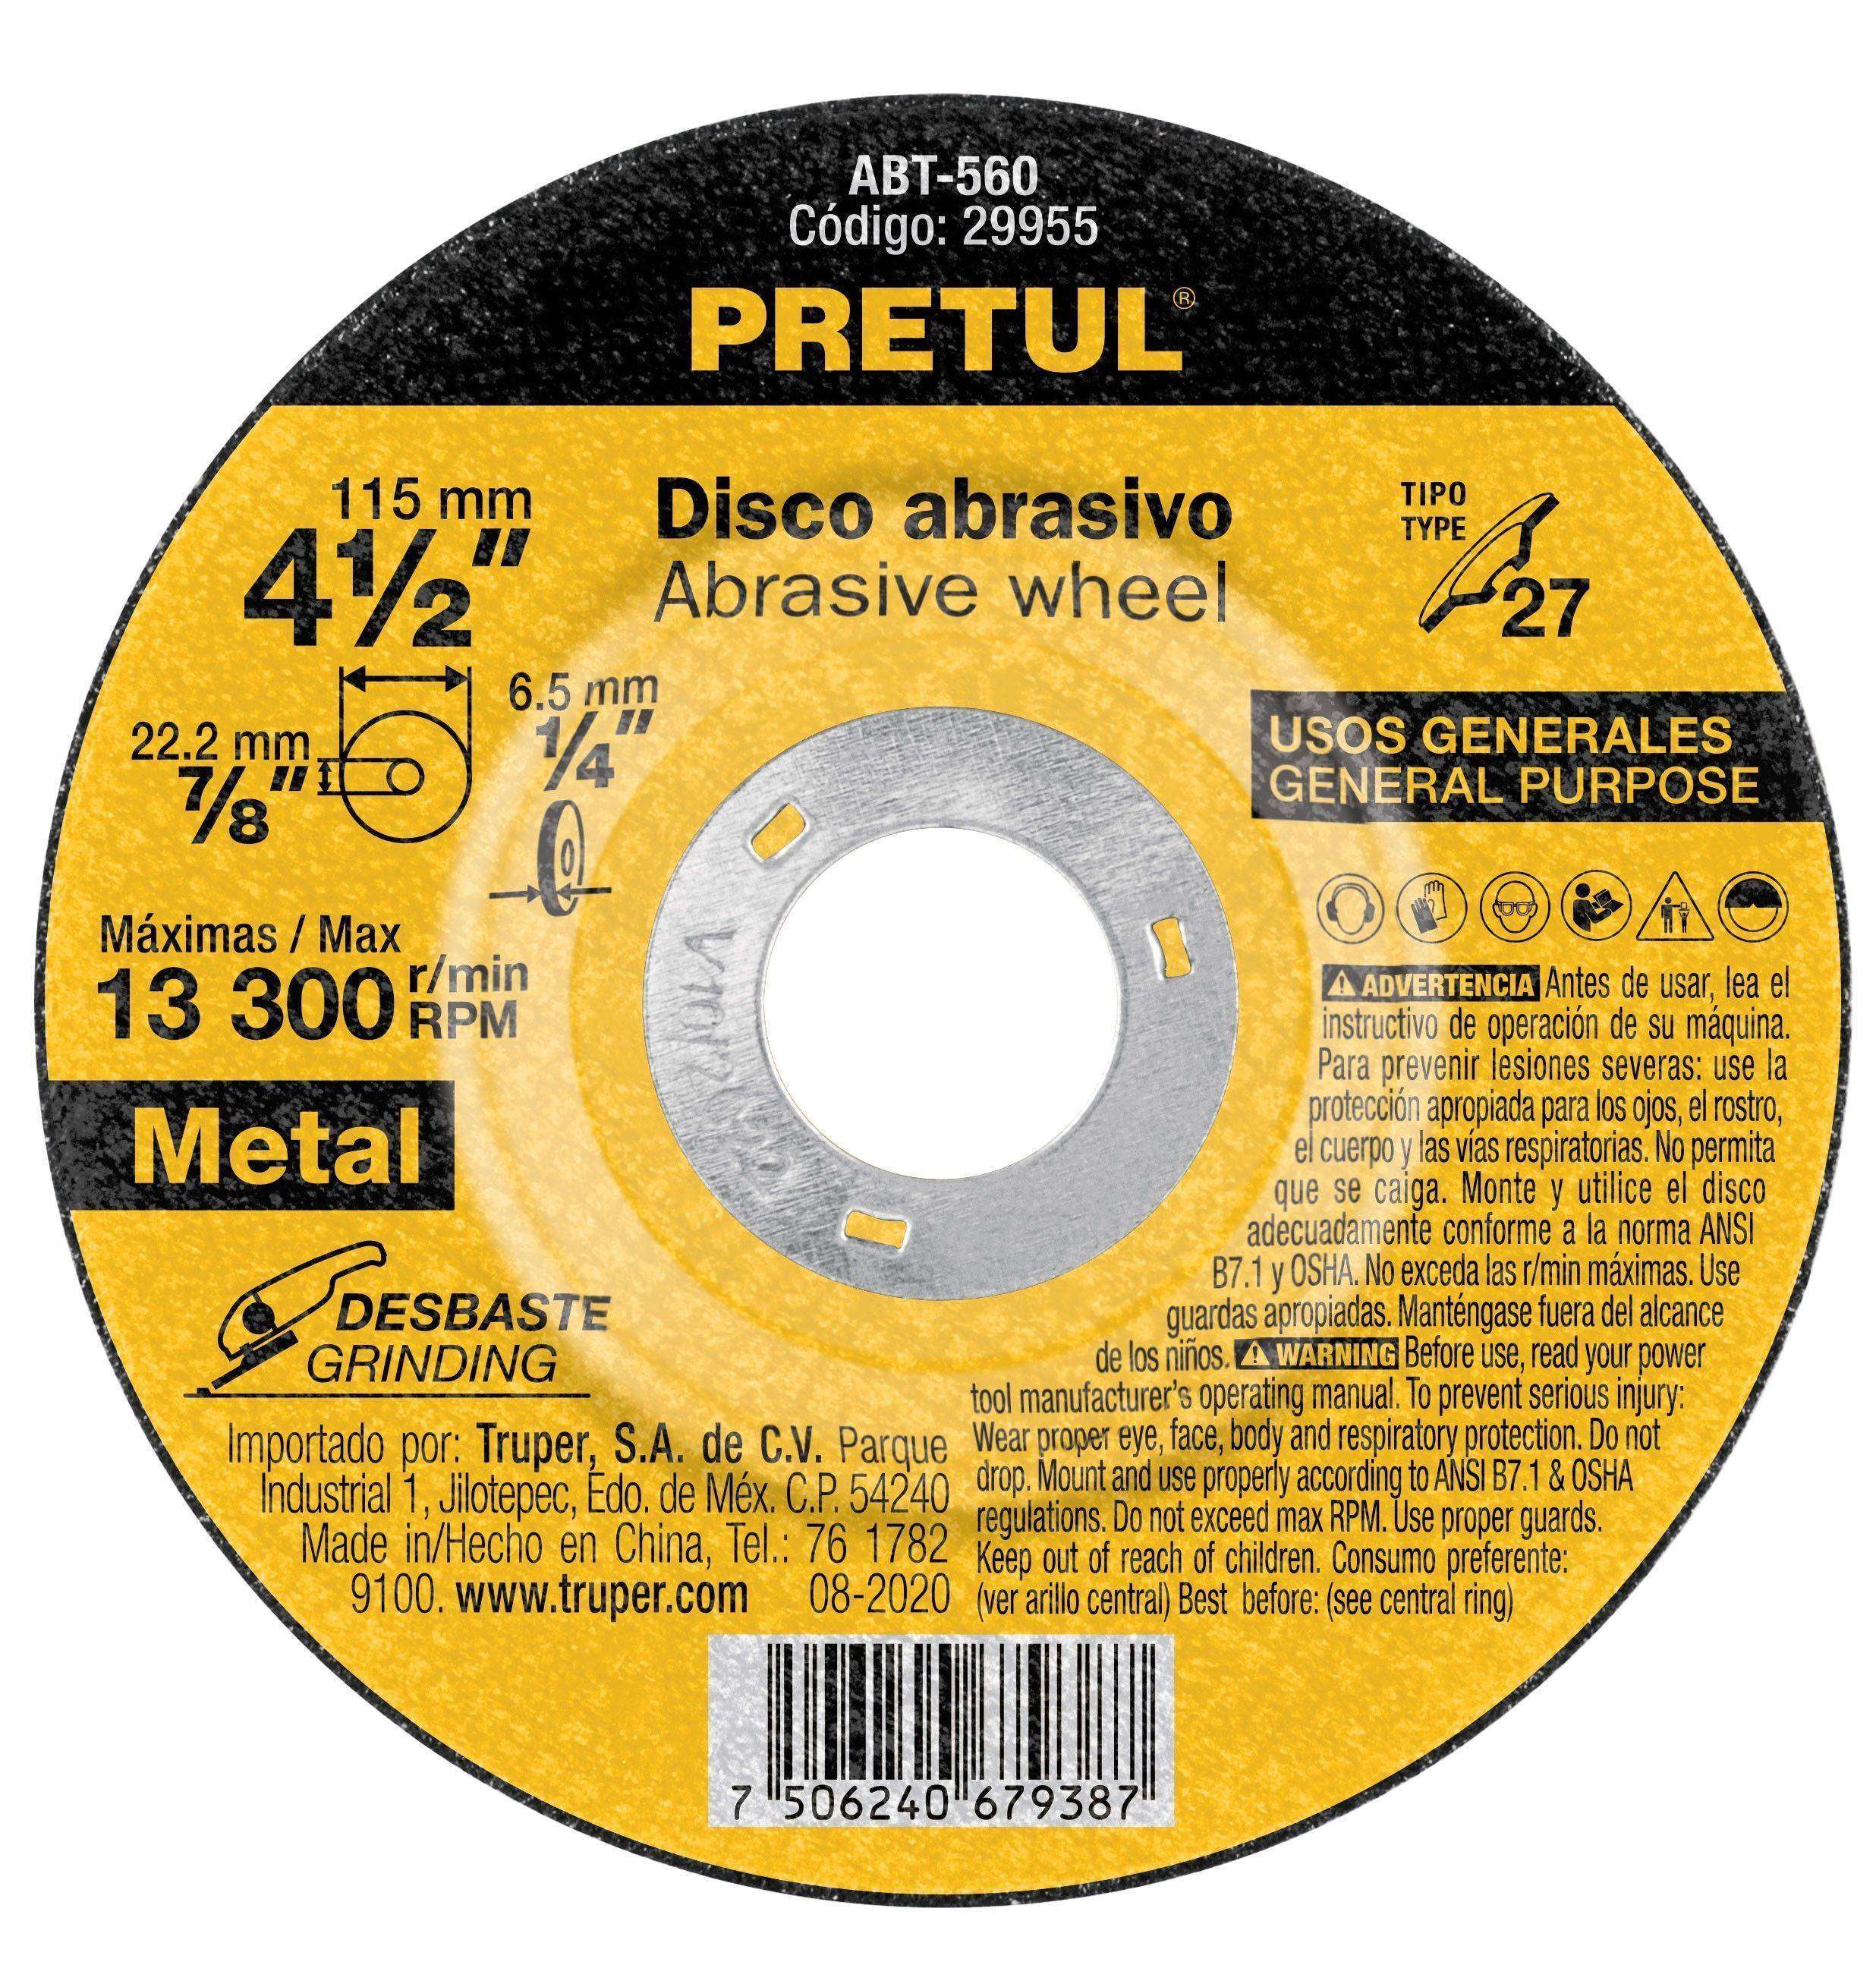 ABT-560
Código: 29955
PRETUL®
115 mm
4½"
Disco abrasivo
Abrasive wheel
TIPO
TYPE
27
22.2 mm
7/8"
6.5 mm
1/4"
USOS GENERALES
GENERAL PURPOSE
Máximas / Max
13 300 r/min
RPM
Metal
DESBASTE
GRINDING
ADVERTENCIA Antes de usar, lea el
instructivo de operación de su máquina.
Para prevenir lesiones severas: use la
protección apropiada para los ojos, el rostro,
el cuerpo y las vías respiratorias. No permita
que se caiga. Monte y utilice el disco
adecuadamente conforme a la norma ANSI
B7.1 y OSHA. No exceda las r/min máximas. Use
guardas apropiadas. Manténgase fuera del alcance
de los niños. WARNING Before use, read your power
tool manufacturer's operating manual. To prevent serious injury:
Wear proper eye, face, body and respiratory protection. Do not
drop. Mount and use properly according to ANSI B7.1 & OSHA
regulations. Do not exceed max RPM. Use proper guards.
Keep out of reach of children. Consumo preferente:
(ver arillo central) Best before: (see central ring)
Importado por: Truper, S.A. de C.V. Parque
Industrial 1, Jilotepec, Edo. de Méx. C.P. 54240
Made in/Hecho en China, Tel.: 76 1782
9100. www.truper.com 08-2020
7 506240 679387